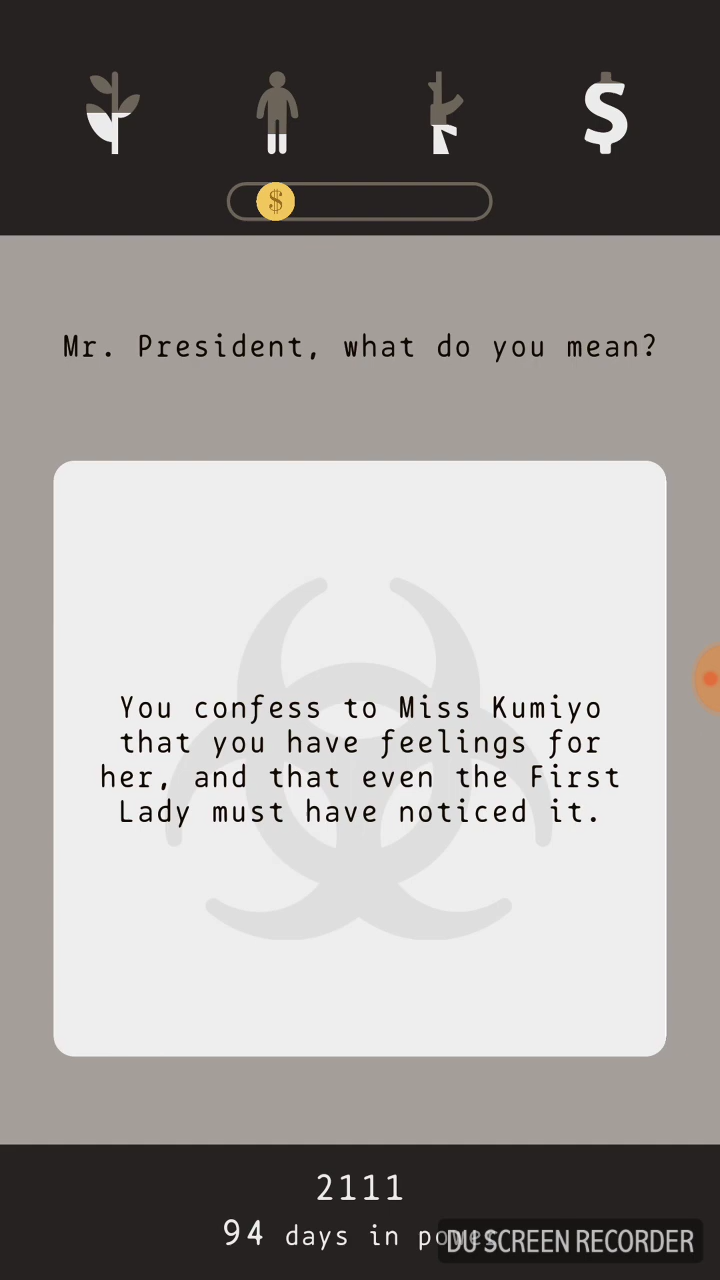 $
$
Mr. President, what do you mean?
You confess to Miss Kumiyo
that you have feelings for
her, and that even the First
Lady must have noticed it.
2111
94 days in power
DU SCREEN RECORDER